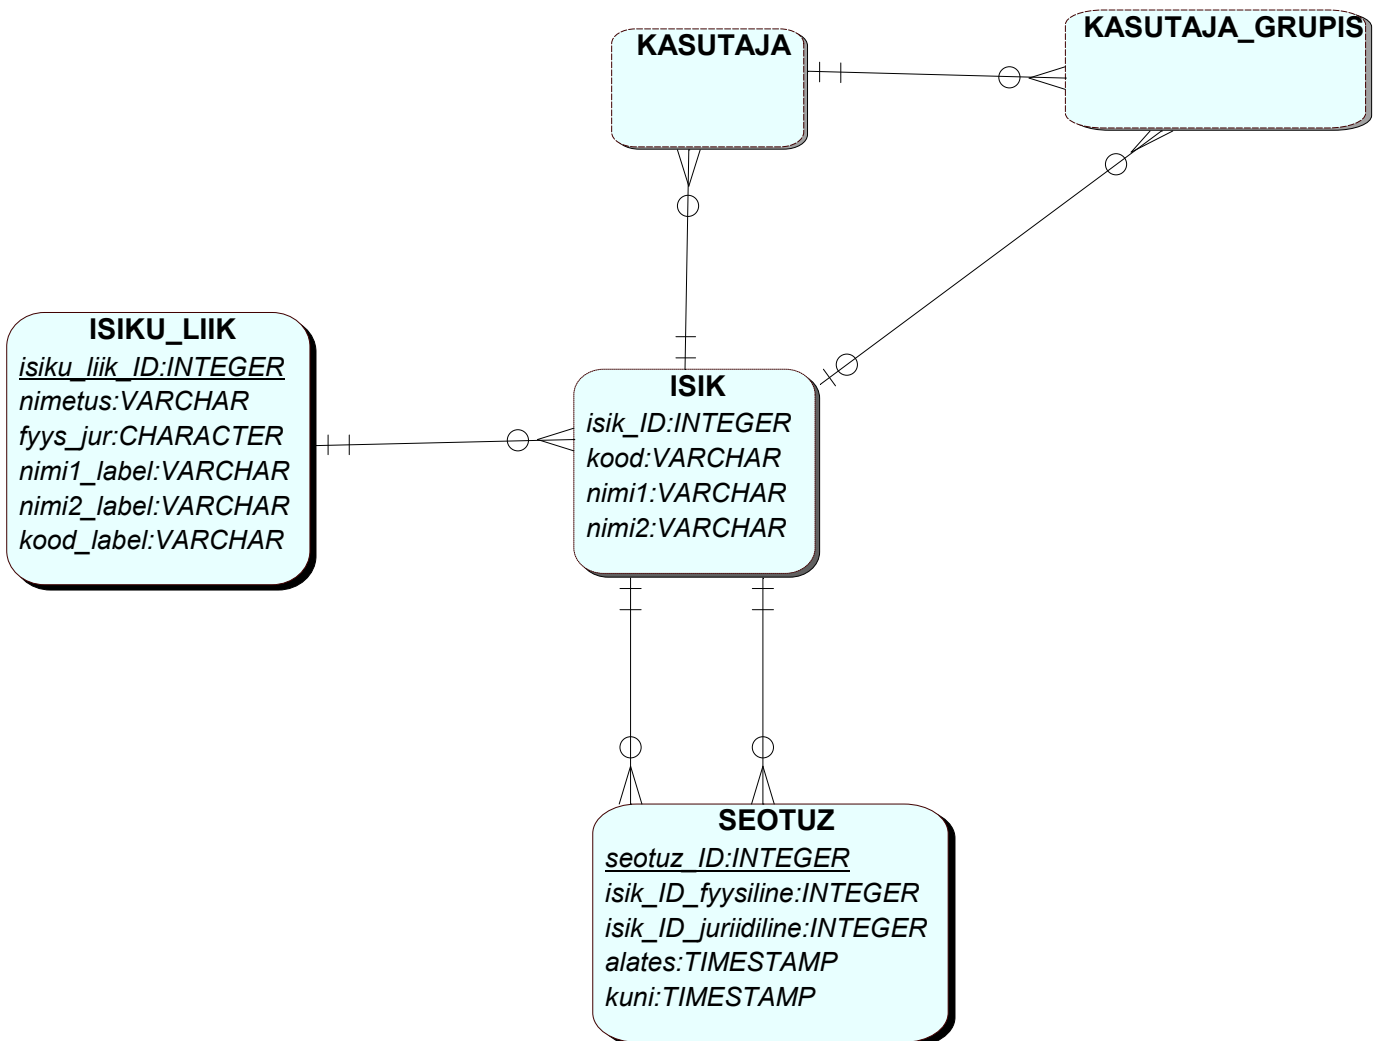 KASUTAJA
KASUTAJA_GRUPIS
ISIKU_LIIK
isiku_liik_ID:INTEGER
nimetus:VARCHAR
fyys_jur:CHARACTER
nimi1_label:VARCHAR
nimi2_label:VARCHAR
kood_label:VARCHAR
ISIK
isik_ID:INTEGER
kood:VARCHAR
nimi1:VARCHAR
nimi2:VARCHAR
SEOTUZ
seotuz_ID:INTEGER
isik_ID_fyysiline:INTEGER
isik_ID_juriidiline:INTEGER
alates:TIMESTAMP
kuni:TIMESTAMP